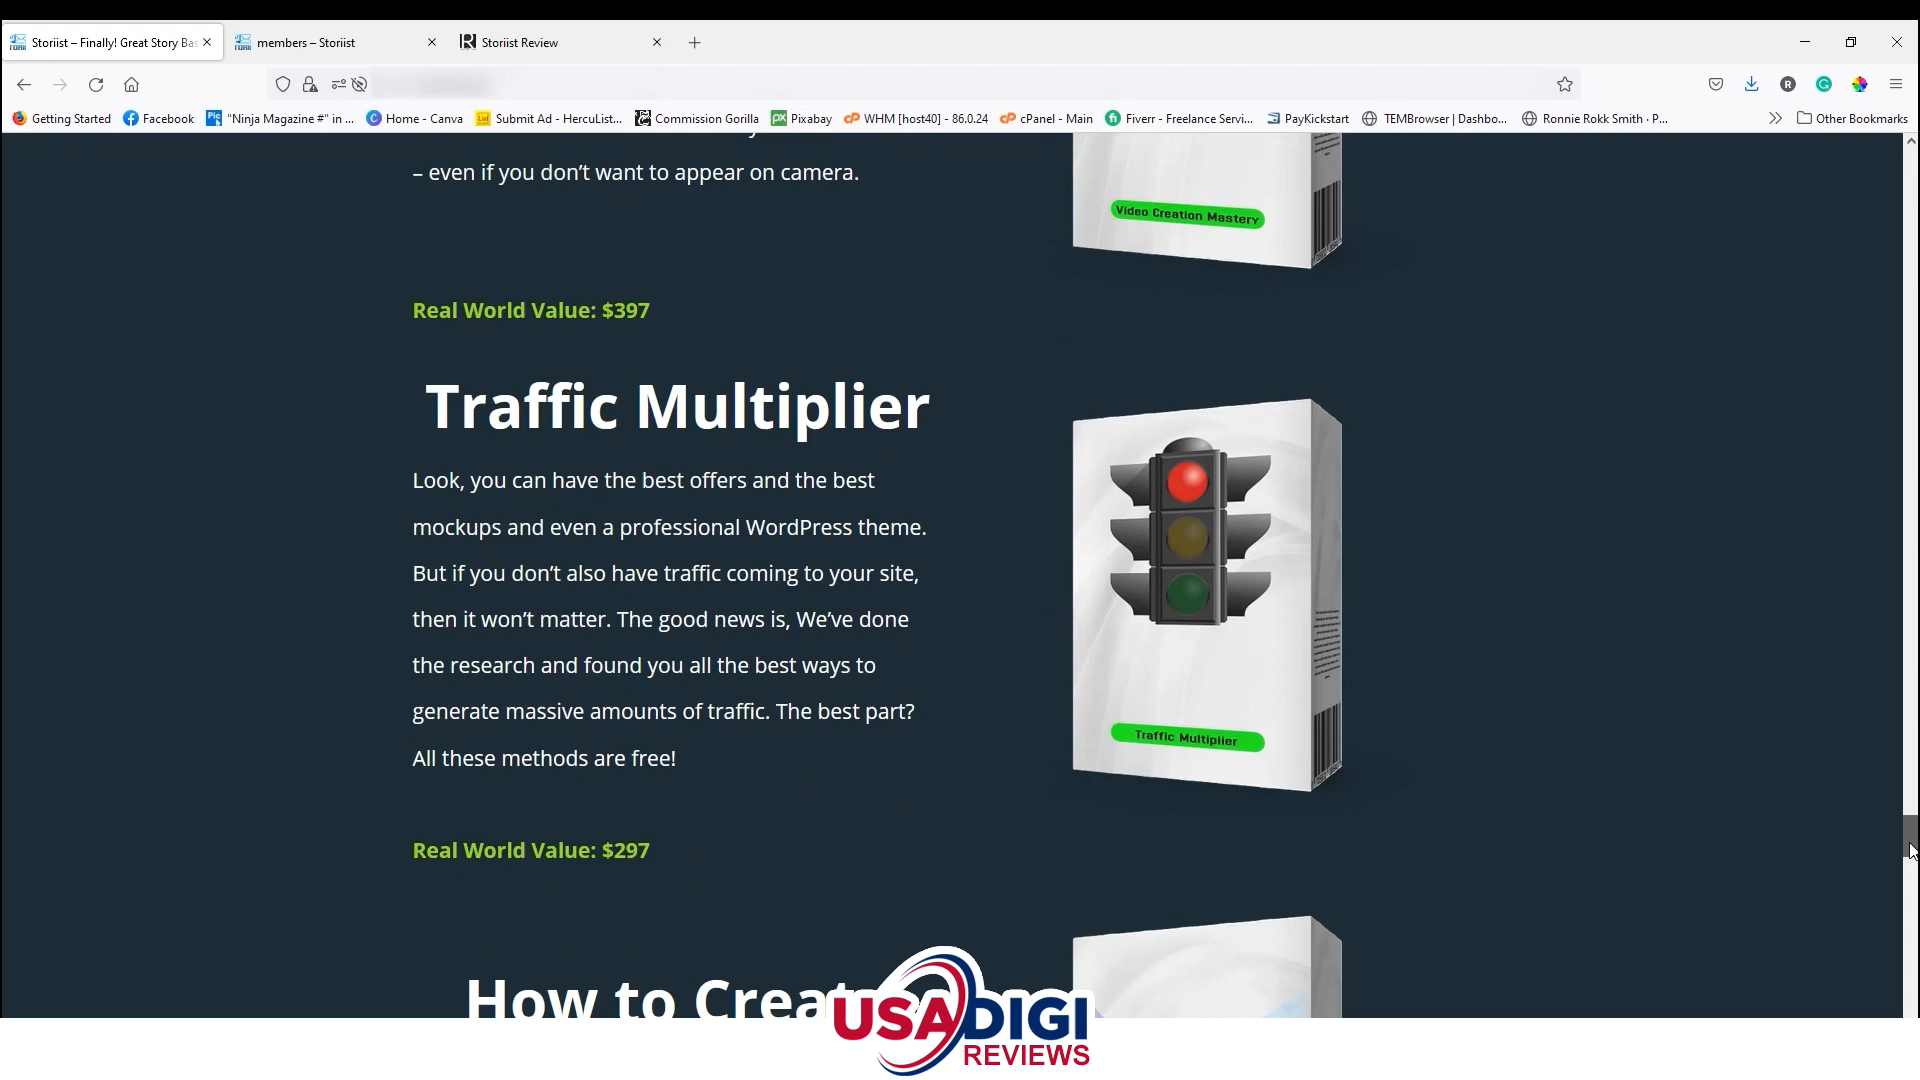 Storiist – Finally! Great Story Bas
members – Storiist
Storiist Review
Getting Started
Facebook
"Ninja Magazine #" in ...
Home - Canva
Submit Ad - HercuList...
Commission Gorilla
Pixabay
WHM [host40] - 86.0.24
cPanel - Main
Fiverr - Freelance Servi...
PayKickstart
TEMBrowser | Dashbo...
Ronnie Rokk Smith · P...
Other Bookmarks
– even if you don’t want to appear on camera.
Video Creation Mastery
Real World Value: $397
Traffic Multiplier
Look, you can have the best offers and the best
mockups and even a professional WordPress theme.
But if you don’t also have traffic coming to your site,
then it won’t matter. The good news is, We’ve done
the research and found you all the best ways to
generate massive amounts of traffic. The best part?
All these methods are free!
Traffic Multiplier
Real World Value: $297
How to Create
USADIGI
REVIEWS